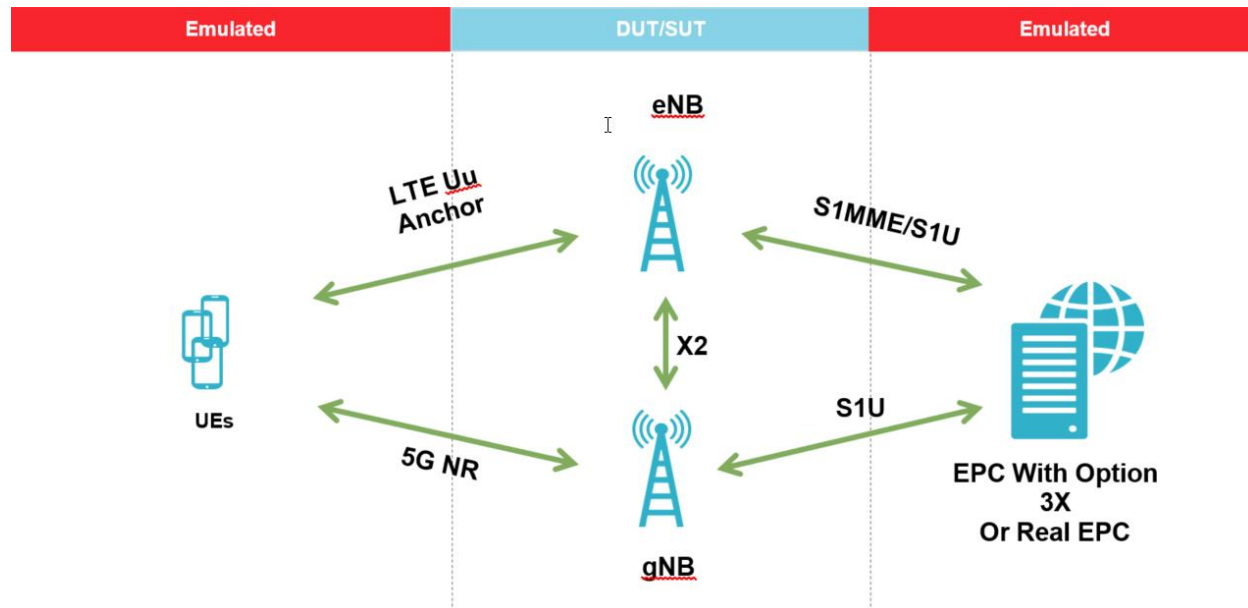 Emulated
DUT/SUT
Emulated
eNB
LTE Uu
Anchor
S1MME/S1U
X2
UEs
S1U
5G NR
EPC With Option
3X
Or Real EPC
gNB